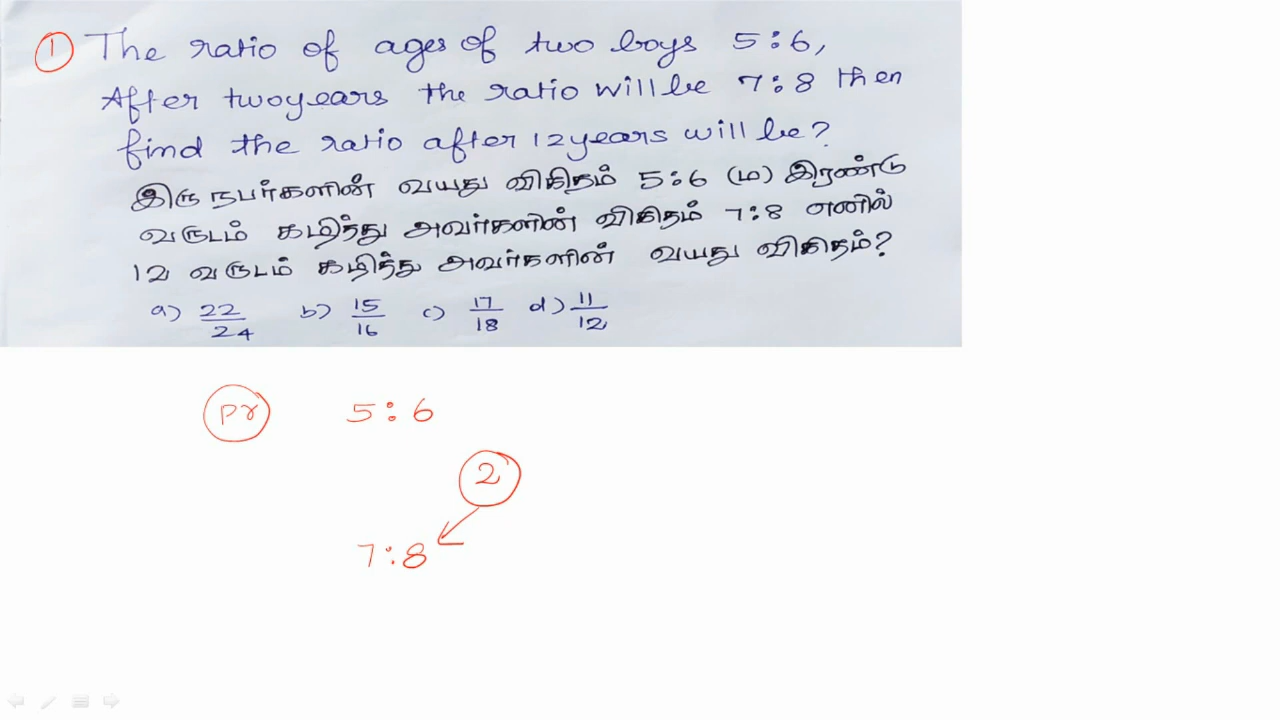 ① The ratio of ages of two boys 5:6,
After two years the ratio will be 7:8 then
find the ratio after 12 years will be?
இரு நபர்களின் வயது விகிதம் 5:6 (ம) இரண்டு
வருடம் கழித்து அவர்களின் விகிதம் 7:8 எனில்
12 வருடம் கழித்து அவர்களின் வயது விகிதம்?
a) 22/24 b) 15/16 c) 17/18 d) 11/12
pr 5:6
2
7:8